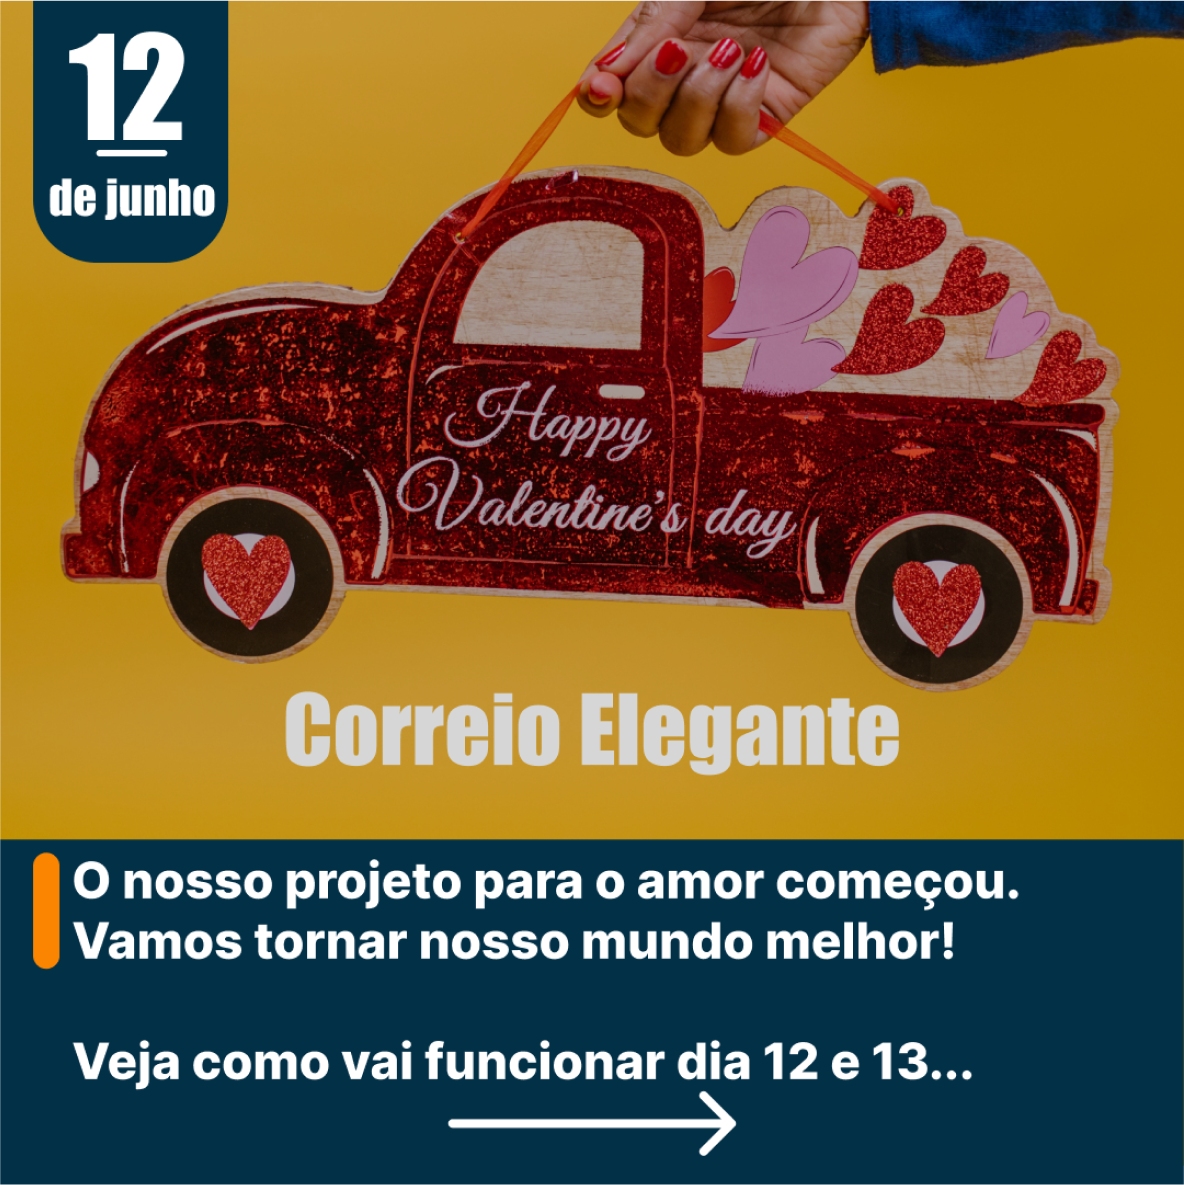 12
de junho
Happy
Valentine's day
Correio Elegante
O nosso projeto para o amor começou.
Vamos tornar nosso mundo melhor!
Veja como vai funcionar dia 12 e 13...